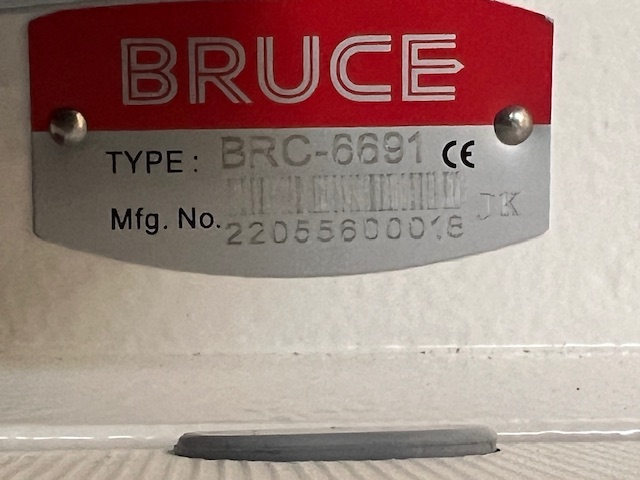 BRUCE
TYPE : BRC-6691 CE
Mfg. No. 22055600018 JK